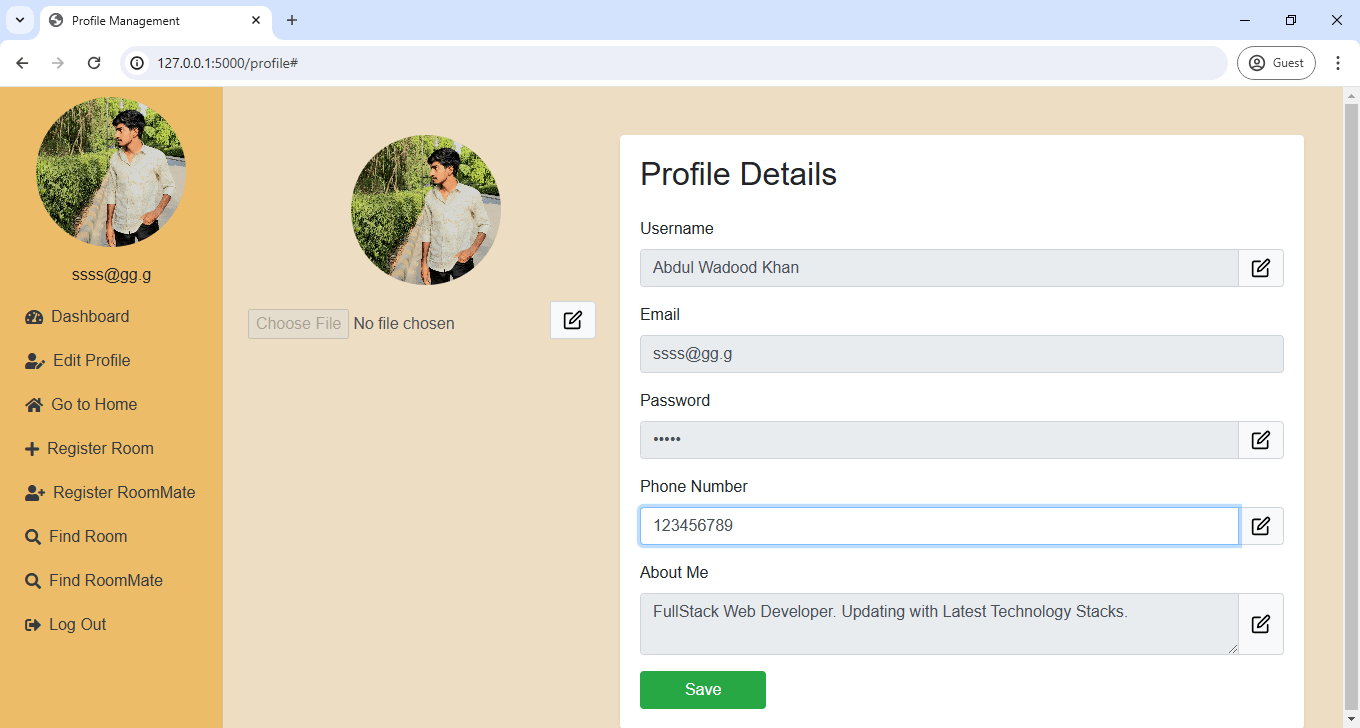 Profile Management
127.0.0.1:5000/profile#
Guest
ssss@gg.g
Dashboard
Edit Profile
Go to Home
Register Room
Register RoomMate
Find Room
Find RoomMate
Log Out
Choose File No file chosen
Profile Details
Username
Abdul Wadood Khan
Email
ssss@gg.g
Password
•••••
Phone Number
123456789
About Me
FullStack Web Developer. Updating with Latest Technology Stacks.
Save